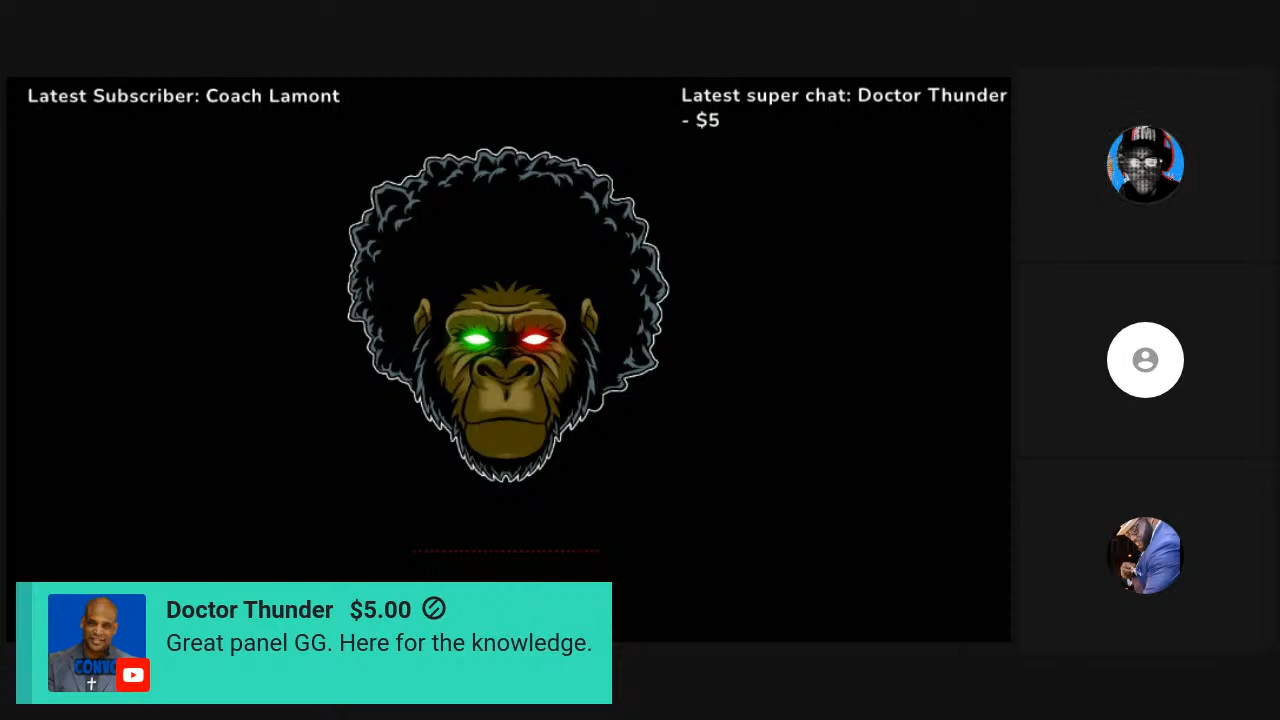 Latest Subscriber: Coach Lamont
Latest super chat: Doctor Thunder
- $5
Doctor Thunder $5.00
Great panel GG. Here for the knowledge.